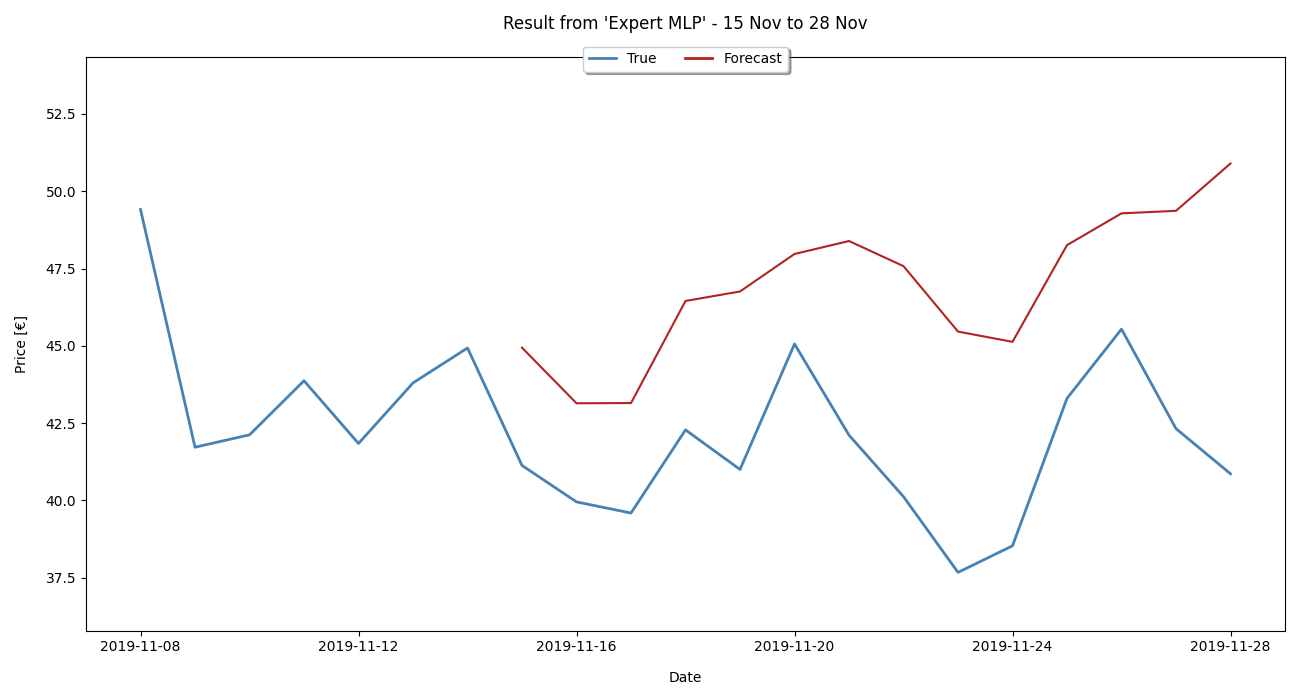 Result from 'Expert MLP' - 15 Nov to 28 Nov
True Forecast
52.5
50.0
47.5
45.0
42.5
40.0
37.5
Price [€]
2019-11-08 2019-11-12 2019-11-16 2019-11-20 2019-11-24 2019-11-28
Date